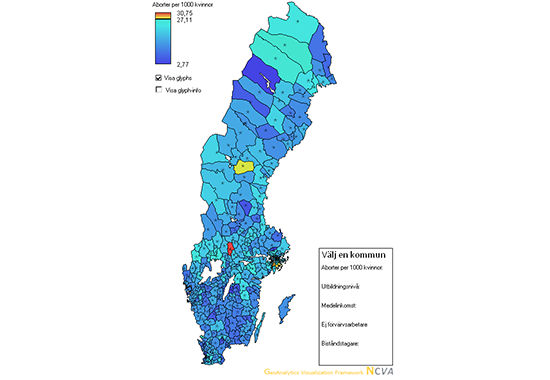 Aborter per 1000 kvinnor.
30,75
27,11
2,77
Visa glyphs
Visa glyph-info
Välj en kommun
Aborter per 1000 kvinnor:
Utbildningsnivå:
Medelinkomst:
Ej förvärvsarbetare
Biståndstagare:
GeoAnalytics Visualization Framework NCVA